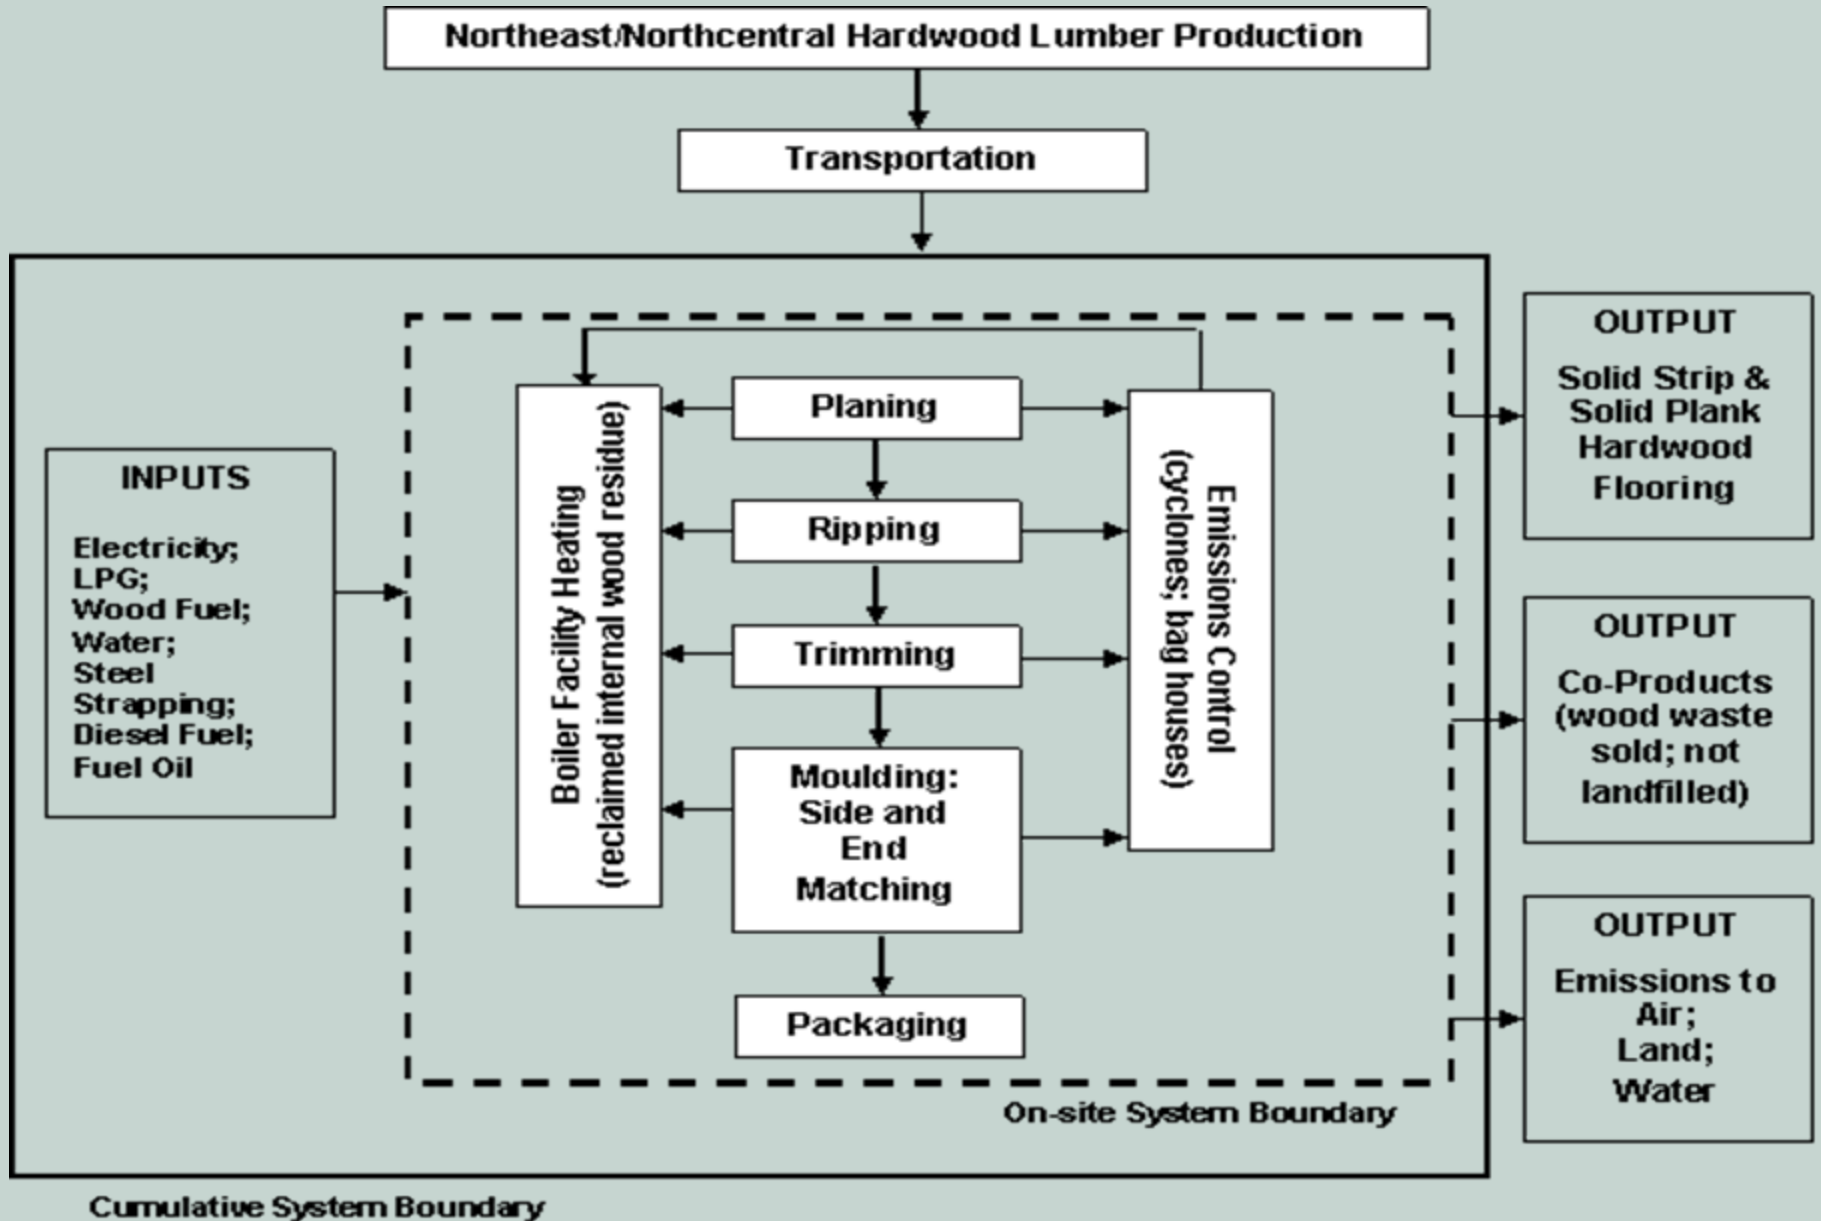 Northeast/Northcentral Hardwood Lumber Production
Transportation
INPUTS
Electricity;
LPG;
Wood Fuel;
Water;
Steel
Strapping;
Diesel Fuel;
Fuel Oil
Boiler Facility Heating
(reclaimed internal wood residue)
Planing
Ripping
Trimming
Moulding:
Side and
End
Matching
Packaging
Emissions Control
(cyclones; bag houses)
On-site System Boundary
Cumulative System Boundary
OUTPUT
Solid Strip &
Solid Plank
Hardwood
Flooring
OUTPUT
Co-Products
(wood waste
sold; not
landfilled)
OUTPUT
Emissions to
Air;
Land;
Water